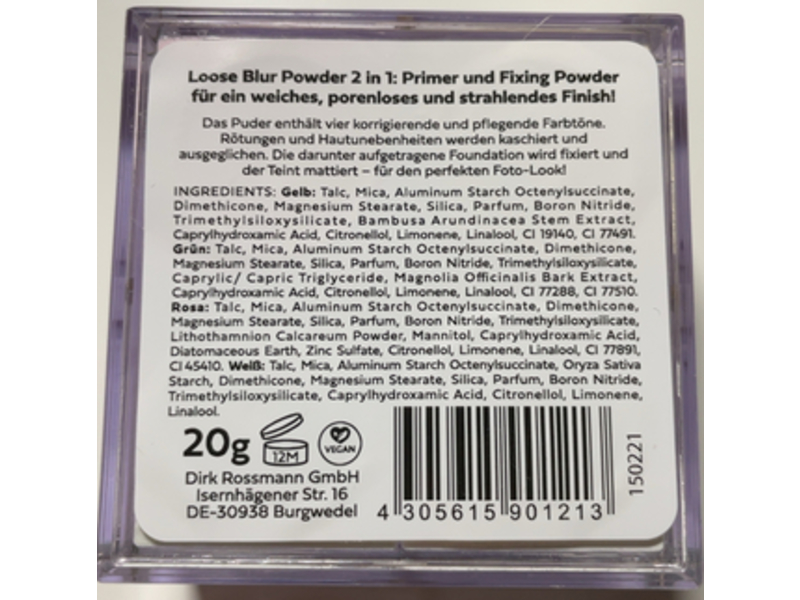 Loose Blur Powder 2 in 1: Primer und Fixing Powder
für ein weiches, porenloses und strahlendes Finish!
Das Puder enthält vier korrigierende und pflegende Farbtöne.
Rötungen und Hautunebenheiten werden kaschiert und
ausgeglichen. Die darunter aufgetragene Foundation wird fixiert und
der Teint mattiert – für den perfekten Foto-Look!
INGREDIENTS: Gelb: Talc, Mica, Aluminum Starch Octenylsuccinate,
Dimethicone, Magnesium Stearate, Silica, Parfum, Boron Nitride,
Trimethylsiloxysilicate, Bambusa Arundinacea Stem Extract,
Caprylhydroxamic Acid, Citronellol, Limonene, Linalool, CI 19140, CI 77491.
Grün: Talc, Mica, Aluminum Starch Octenylsuccinate, Dimethicone,
Magnesium Stearate, Silica, Parfum, Boron Nitride, Trimethylsiloxysilicate,
Caprylic/ Capric Triglyceride, Magnolia Officinalis Bark Extract,
Caprylhydroxamic Acid, Citronellol, Limonene, Linalool, CI 77288, CI 77510.
Rosa: Talc, Mica, Aluminum Starch Octenylsuccinate, Dimethicone,
Magnesium Stearate, Silica, Parfum, Boron Nitride, Trimethylsiloxysilicate,
Lithothamnion Calcareum Powder, Mannitol, Caprylhydroxamic Acid,
Diatomaceous Earth, Zinc Sulfate, Citronellol, Limonene, Linalool, CI 77891,
CI 45410. Weiß: Talc, Mica, Aluminum Starch Octenylsuccinate, Oryza Sativa
Starch, Dimethicone, Magnesium Stearate, Silica, Parfum, Boron Nitride,
Trimethylsiloxysilicate, Caprylhydroxamic Acid, Citronellol, Limonene,
Linalool.
20g
12M
VEGAN
Dirk Rossmann GmbH
Isernhägener Str. 16
DE-30938 Burgwedel
4 305615 901213
150221